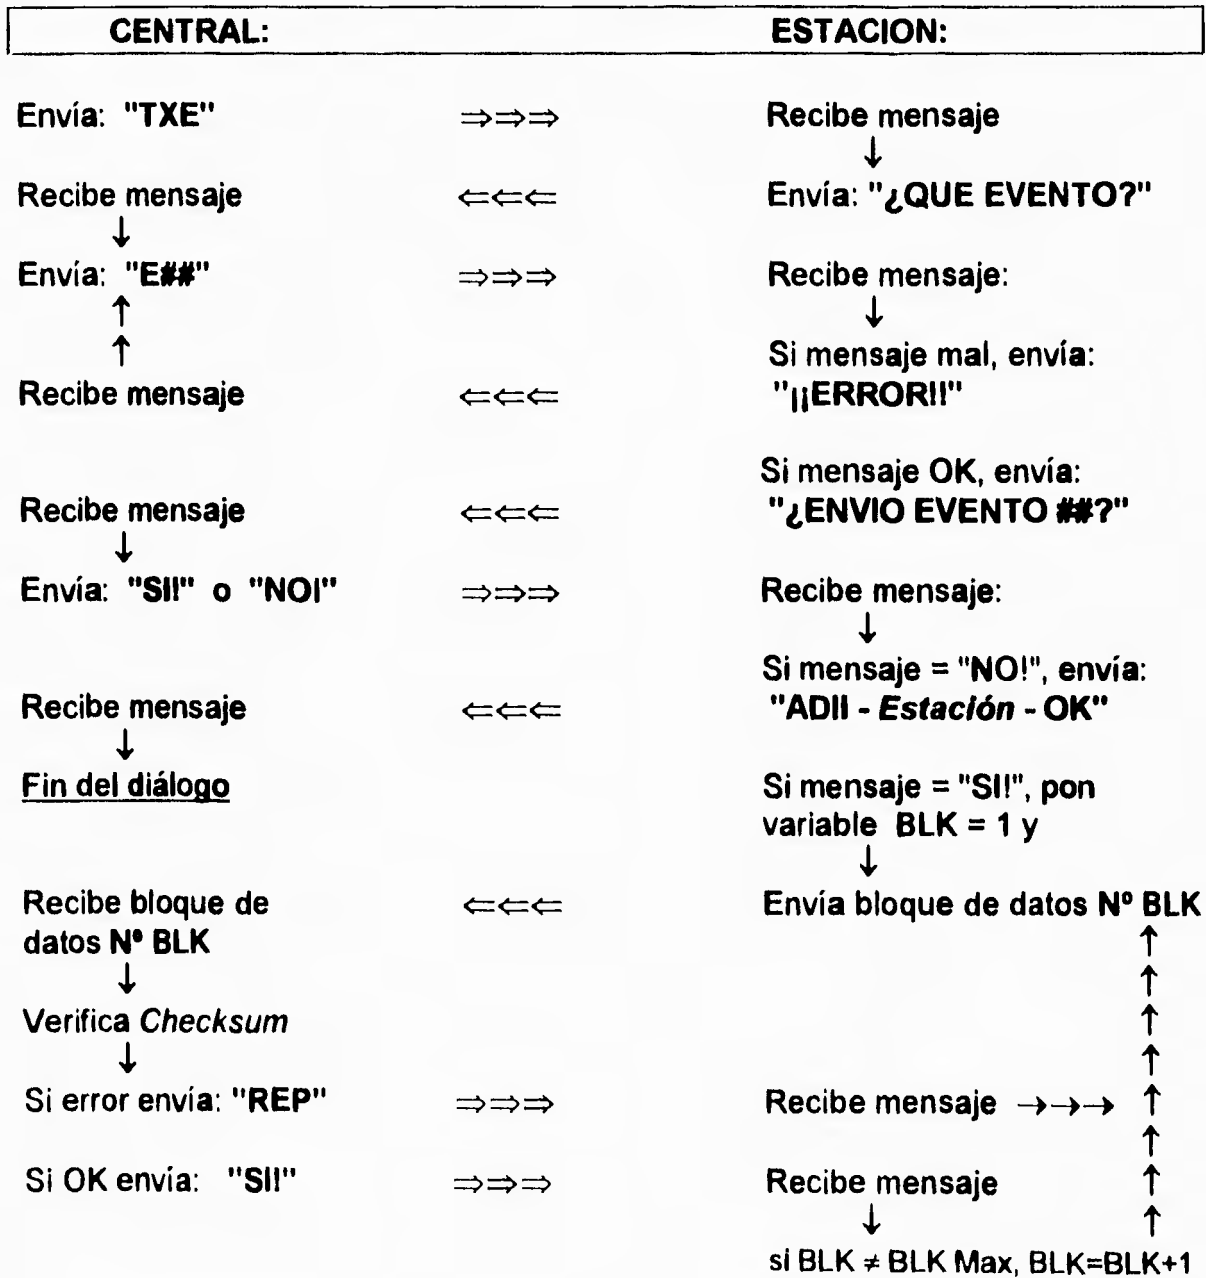 CENTRAL: ESTACION:
Envía: "TXE" ⇒⇒⇒ Recibe mensaje
↓
Recibe mensaje ⇐⇐⇐ Envía: "¿QUE EVENTO?"
↓
Envía: "E##" ⇒⇒⇒ Recibe mensaje:
↑ ↓
↑ Si mensaje mal, envía:
Recibe mensaje ⇐⇐⇐ "¡¡ERROR!!"
Si mensaje OK, envía:
Recibe mensaje ⇐⇐⇐ "¿ENVIO EVENTO ##?"
↓
Envía: "SI!" o "NO!" ⇒⇒⇒ Recibe mensaje:
↓
Si mensaje = "NO!", envía:
Recibe mensaje ⇐⇐⇐ "ADII - Estación - OK"
↓
Fin del diálogo Si mensaje = "SI!", pon
variable BLK = 1 y
↓
Recibe bloque de ⇐⇐⇐ Envía bloque de datos Nº BLK
datos Nº BLK ↑
↓ ↑
Verifica Checksum ↑
↓ ↑
Si error envía: "REP" ⇒⇒⇒ Recibe mensaje →→→ ↑
↑
Si OK envía: "SI!" ⇒⇒⇒ Recibe mensaje ↑
↓ ↑
si BLK ≠ BLK Max, BLK=BLK+1